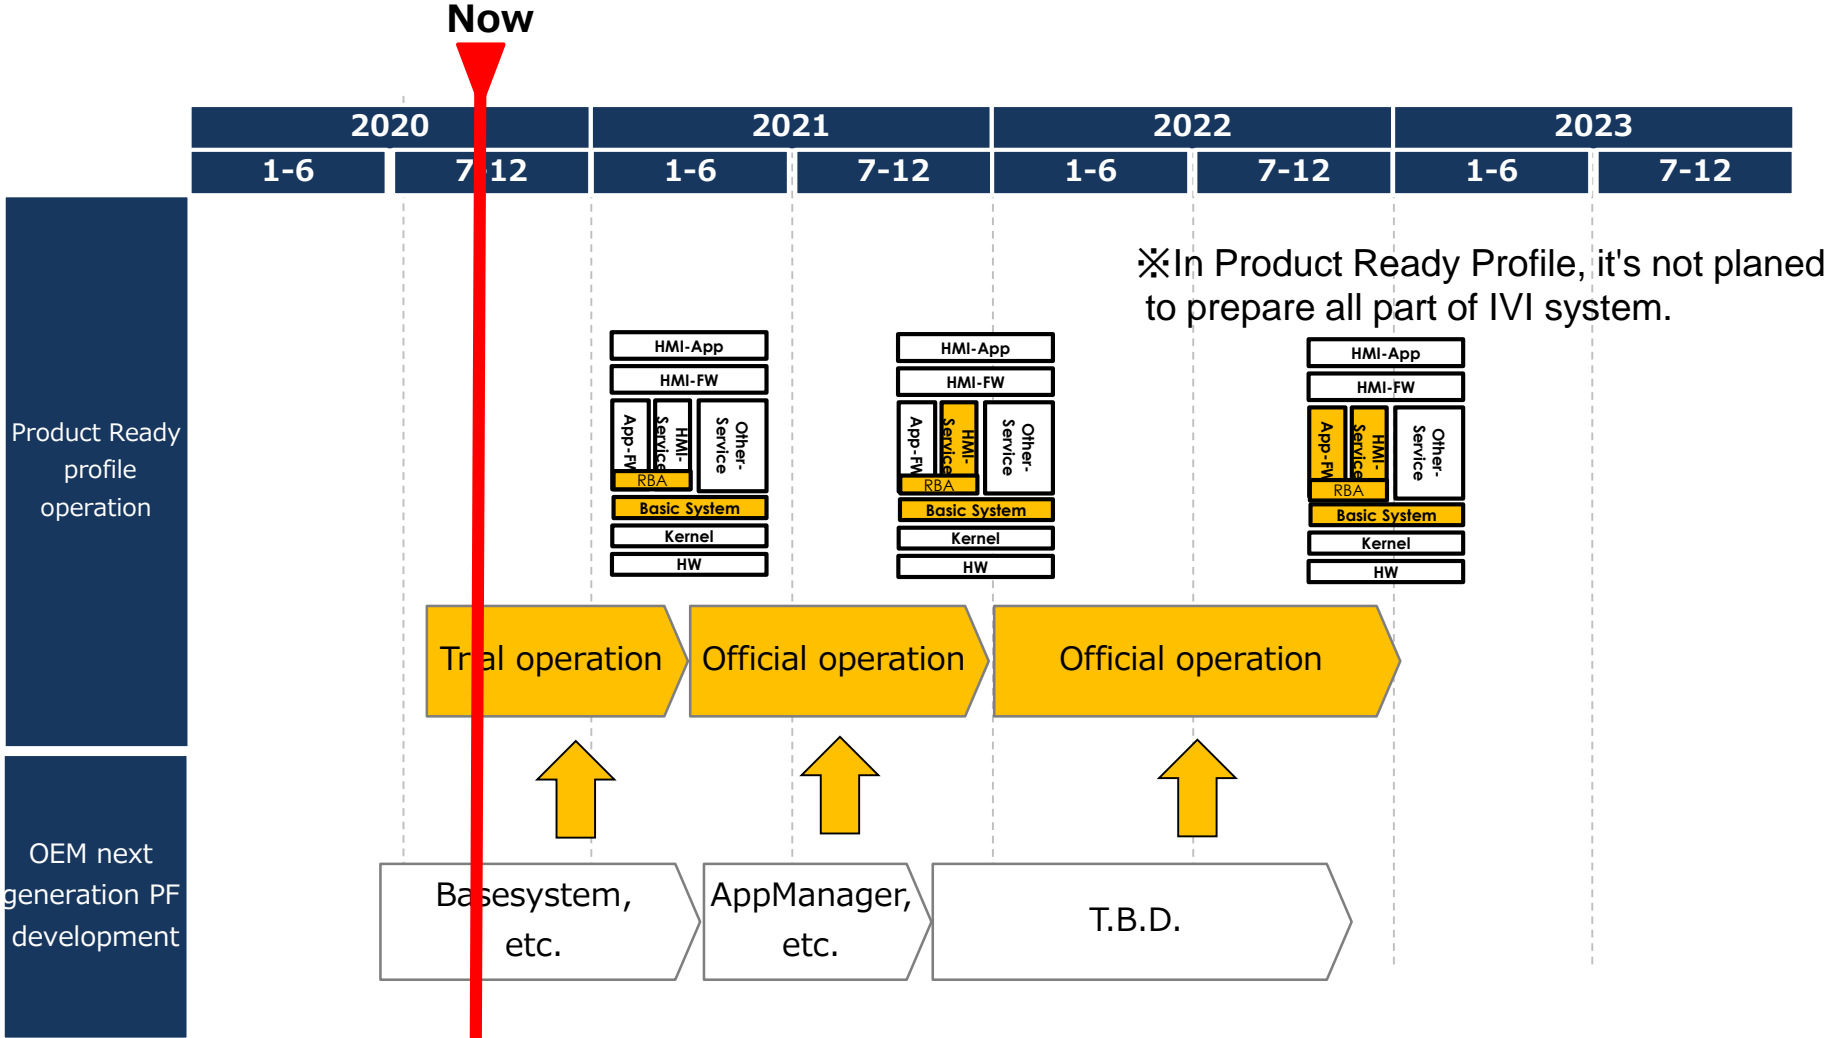 Now
2020
2021
2022
2023
1-6
7-12
1-6
7-12
1-6
7-12
1-6
7-12
Product Ready
profile
operation
※In Product Ready Profile, it's not planed
to prepare all part of IVI system.
HMI-App
HMI-FW
App-FW
HMI-
Service
Other-
Service
RBA
Basic System
Kernel
HW
HMI-App
HMI-FW
App-FW
HMI-
Service
Other-
Service
RBA
Basic System
Kernel
HW
HMI-App
HMI-FW
App-FW
HMI-
Service
Other-
Service
RBA
Basic System
Kernel
HW
Trial operation
Official operation
Official operation
OEM next
generation PF
development
Basesystem,
etc.
AppManager,
etc.
T.B.D.